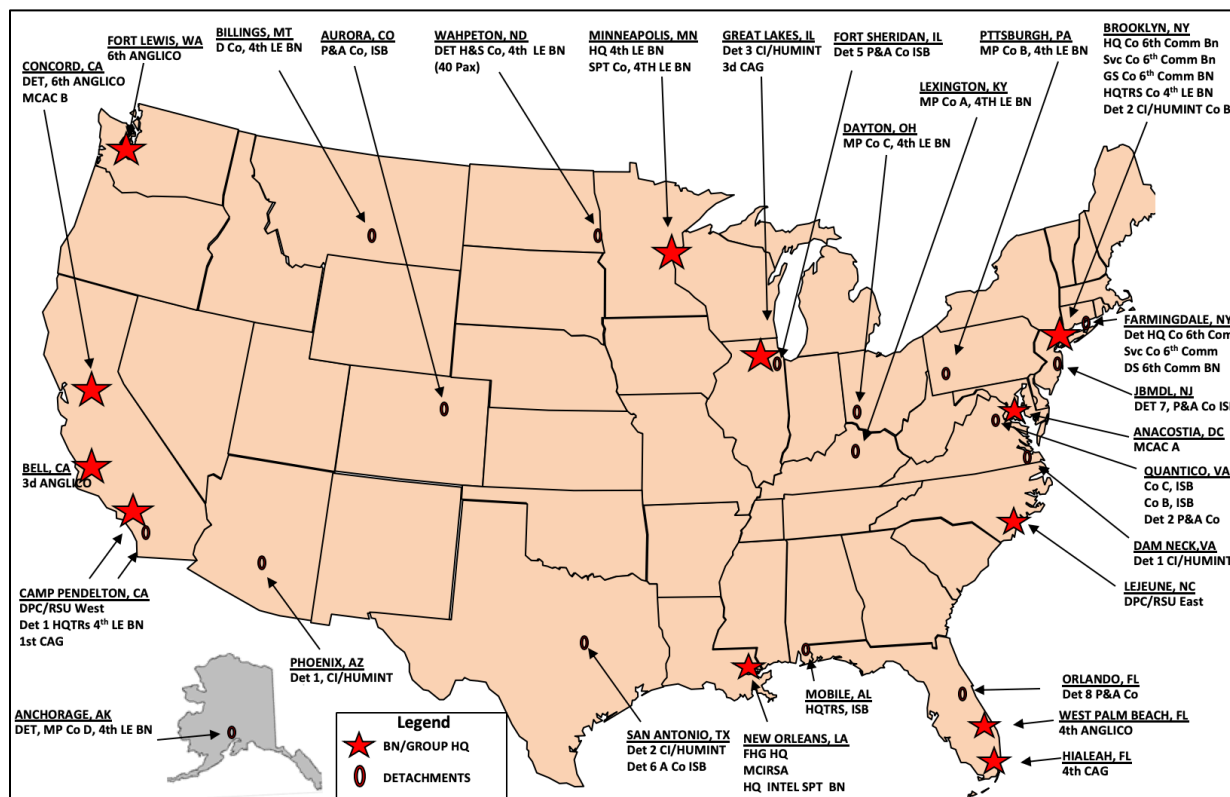 FORT LEWIS, WA
6th ANGLICO
BILLINGS, MT
D Co, 4th LE BN
AURORA, CO
P&A Co, ISB
WAHPETON, ND
DET H&S Co, 4th LE BN
(40 Pax)
MINNEAPOLIS, MN
HQ 4th LE BN
SPT Co, 4TH LE BN
GREAT LAKES, IL
Det 3 CI/HUMINT
3d CAG
FORT SHERIDAN, IL
Det 5 P&A Co ISB
PTTSBURGH, PA
MP Co B, 4th LE BN
BROOKLYN, NY
HQ Co 6th Comm Bn
Svc Co 6th Comm Bn
GS Co 6th Comm BN
HQTRS Co 4th LE BN
Det 2 CI/HUMINT Co B
CONCORD, CA
DET, 6th ANGLICO
MCAC B
LEXINGTON, KY
MP Co A, 4TH LE BN
DAYTON, OH
MP Co C, 4th LE BN
FARMINGDALE, NY
Det HQ Co 6th Com
Svc Co 6th Comm
DS 6th Comm BN
JBMDL, NJ
DET 7, P&A Co ISB
ANACOSTIA, DC
MCAC A
QUANTICO, VA
Co C, ISB
Co B, ISB
Det 2 P&A Co
DAM NECK,VA
Det 1 CI/HUMINT
LEJEUNE, NC
DPC/RSU East
BELL, CA
3d ANGLICO
CAMP PENDELTON, CA
DPC/RSU West
Det 1 HQTRs 4th LE BN
1st CAG
PHOENIX, AZ
Det 1, CI/HUMINT
ANCHORAGE, AK
DET, MP Co D, 4th LE BN
Legend
BN/GROUP HQ
DETACHMENTS
SAN ANTONIO, TX
Det 2 CI/HUMINT
Det 6 A Co ISB
NEW ORLEANS, LA
FHG HQ
MCIRSA
HQ INTEL SPT BN
MOBILE, AL
HQTRS, ISB
ORLANDO, FL
Det 8 P&A Co
WEST PALM BEACH, FL
4th ANGLICO
HIALEAH, FL
4th CAG